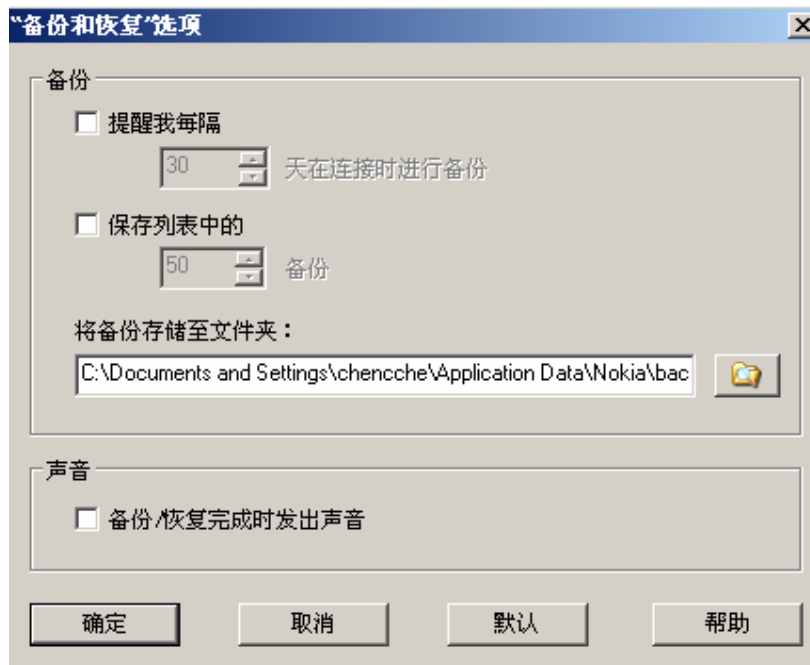 “备份和恢复”选项
备份
提醒我每隔
30 天在连接时进行备份
保存列表中的
50 备份
将备份存储至文件夹：
C:\Documents and Settings\chencche\Application Data\Nokia\bac
声音
备份/恢复完成时发出声音
确定 取消 默认 帮助